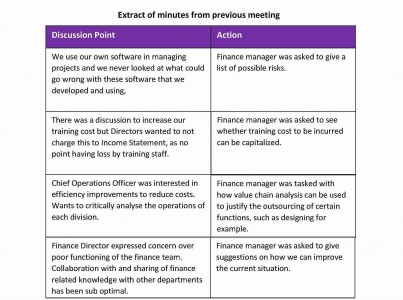 Extract of minutes from previous meeting
Discussion Point
Action
We use our own software in managing
projects and we never looked at what could
go wrong with these software that we
developed and using,
Finance manager was asked to give a
list of possible risks.
There was a discussion to increase our
training cost but Directors wanted to not
charge this to Income Statement, as no
point having loss by training staff.
Finance manager was asked to see
whether training cost to be incurred
can be capitalized.
Chief Operations Officer was interested in
efficiency improvements to reduce costs.
Wants to critically analyse the operations of
each division.
Finance manager was tasked with
how value chain analysis can be used
to justify the outsourcing of certain
functions, such as designing for
example.
Finance Director expressed concern over
poor functioning of the finance team.
Collaboration with and sharing of finance
related knowledge with other departments
has been sub optimal.
Finance manager was asked to give
suggestions on how we can improve
the current situation.